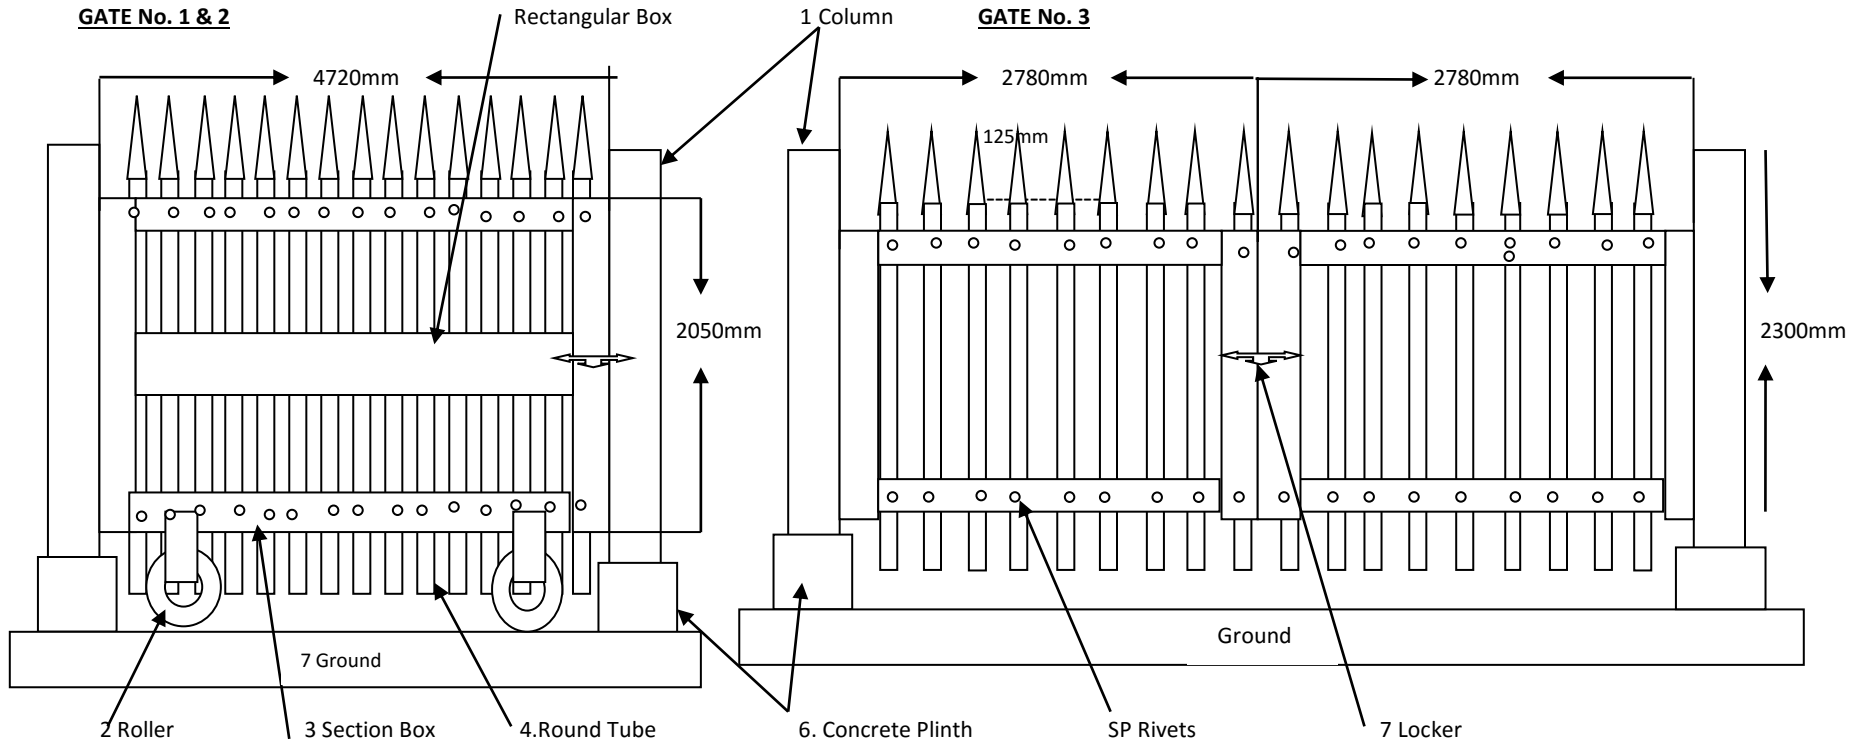 GATE No. 1 & 2
Rectangular Box
1 Column
GATE No. 3
4720mm
2780mm
2780mm
125mm
2050mm
2300mm
Ground
7 Ground
2 Roller
3 Section Box
4.Round Tube
6. Concrete Plinth
SP Rivets
7 Locker